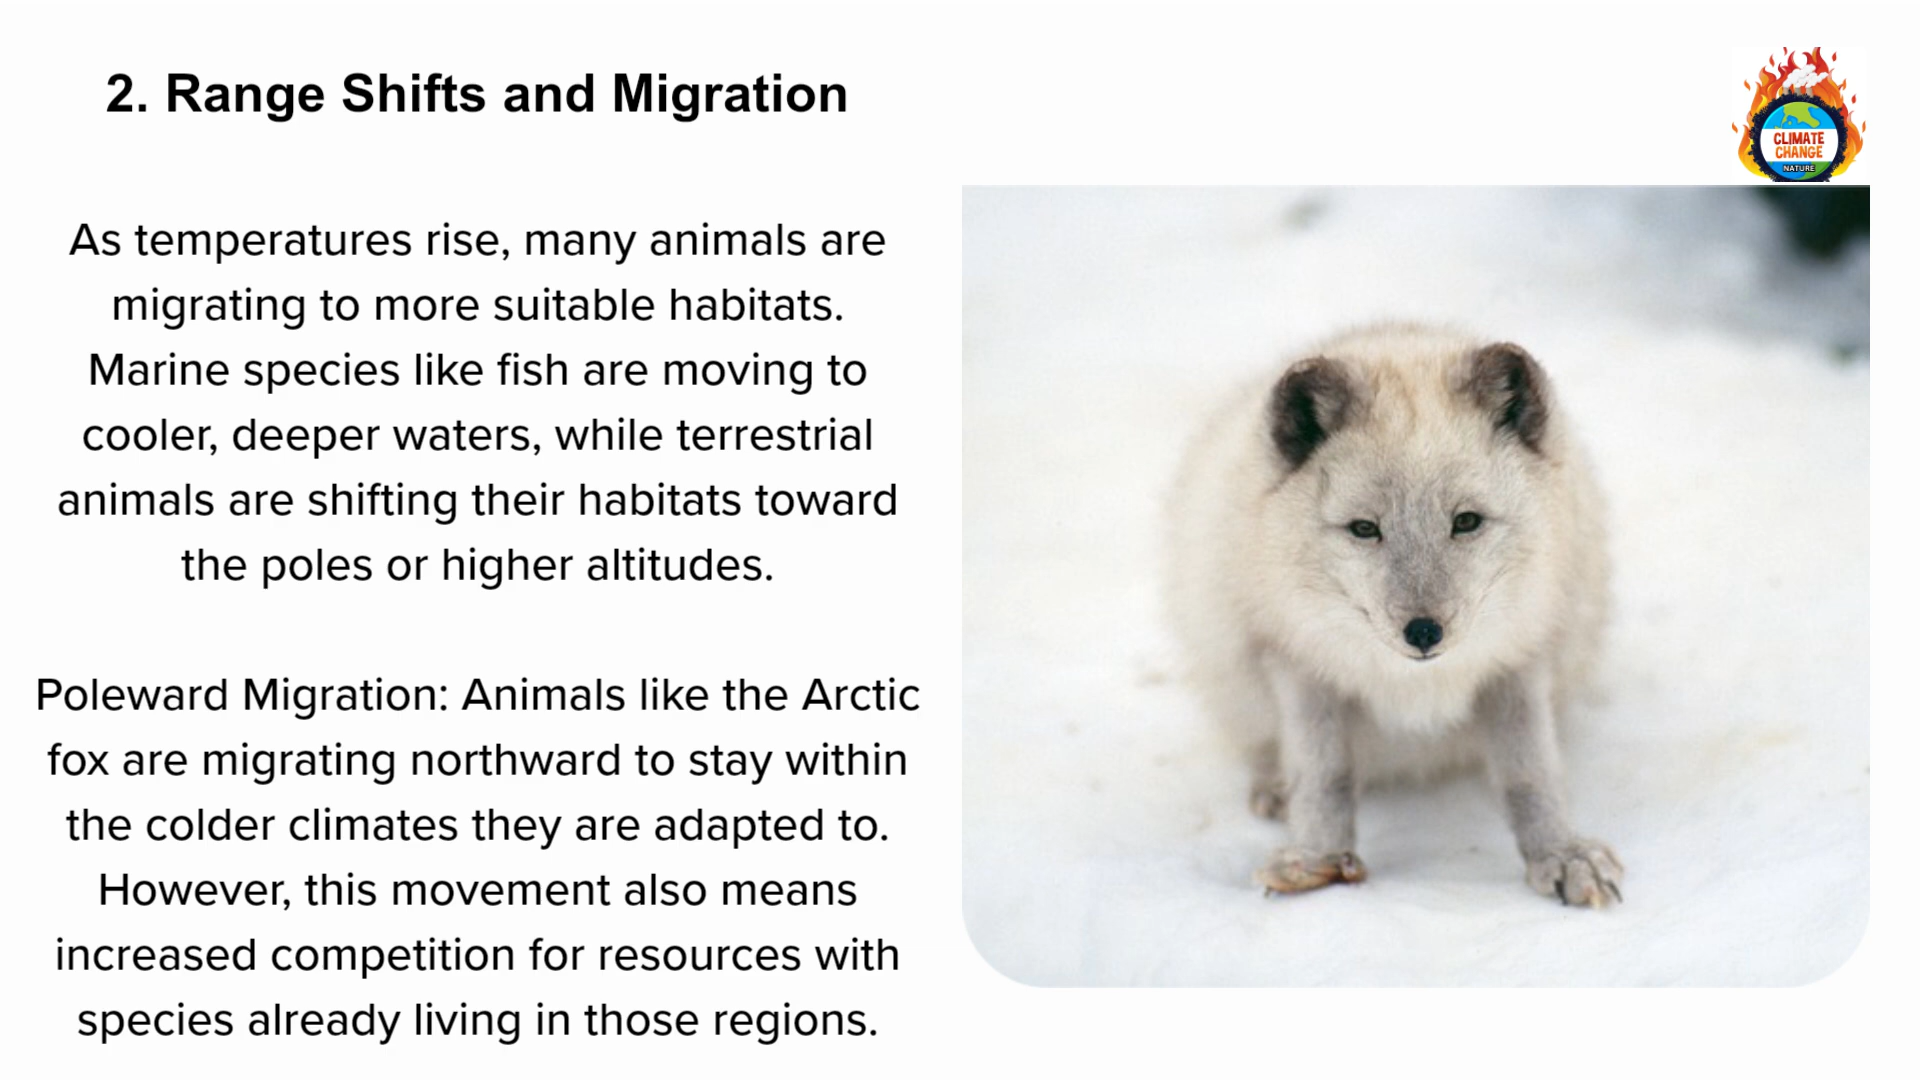 2. Range Shifts and Migration
CLIMATE
CHANGE
NATURE
As temperatures rise, many animals are
migrating to more suitable habitats.
Marine species like fish are moving to
cooler, deeper waters, while terrestrial
animals are shifting their habitats toward
the poles or higher altitudes.
Poleward Migration: Animals like the Arctic
fox are migrating northward to stay within
the colder climates they are adapted to.
However, this movement also means
increased competition for resources with
species already living in those regions.